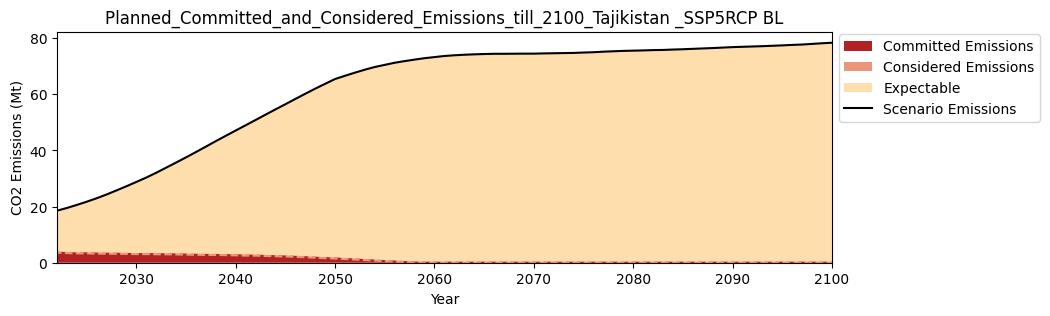 Planned_Committed_and_Considered_Emissions_till_2100_Tajikistan _SSP5RCP BL
CO2 Emissions (Mt)
80
60
40
20
0
2030 2040 2050 2060 2070 2080 2090 2100
Year
Committed Emissions
Considered Emissions
Expectable
Scenario Emissions